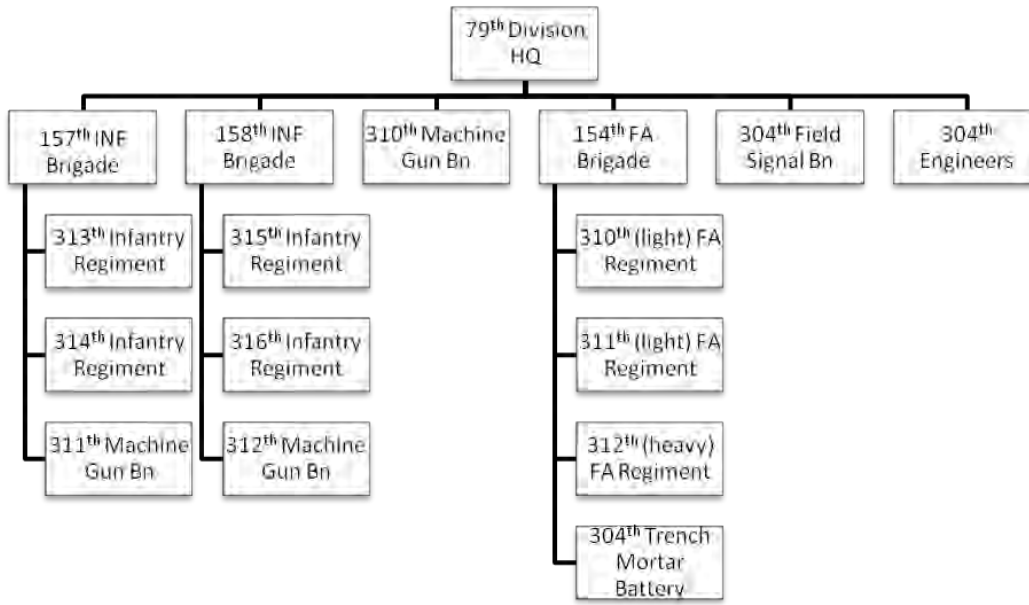 79th Division
HQ
157th INF
Brigade
158th INF
Brigade
310th Machine
Gun Bn
154th FA
Brigade
304th Field
Signal Bn
304th
Engineers
313th Infantry
Regiment
314th Infantry
Regiment
311th Machine
Gun Bn
315th Infantry
Regiment
316th Infantry
Regiment
312th Machine
Gun Bn
310th (light) FA
Regiment
311th (light) FA
Regiment
312th (heavy)
FA Regiment
304th Trench
Mortar
Battery